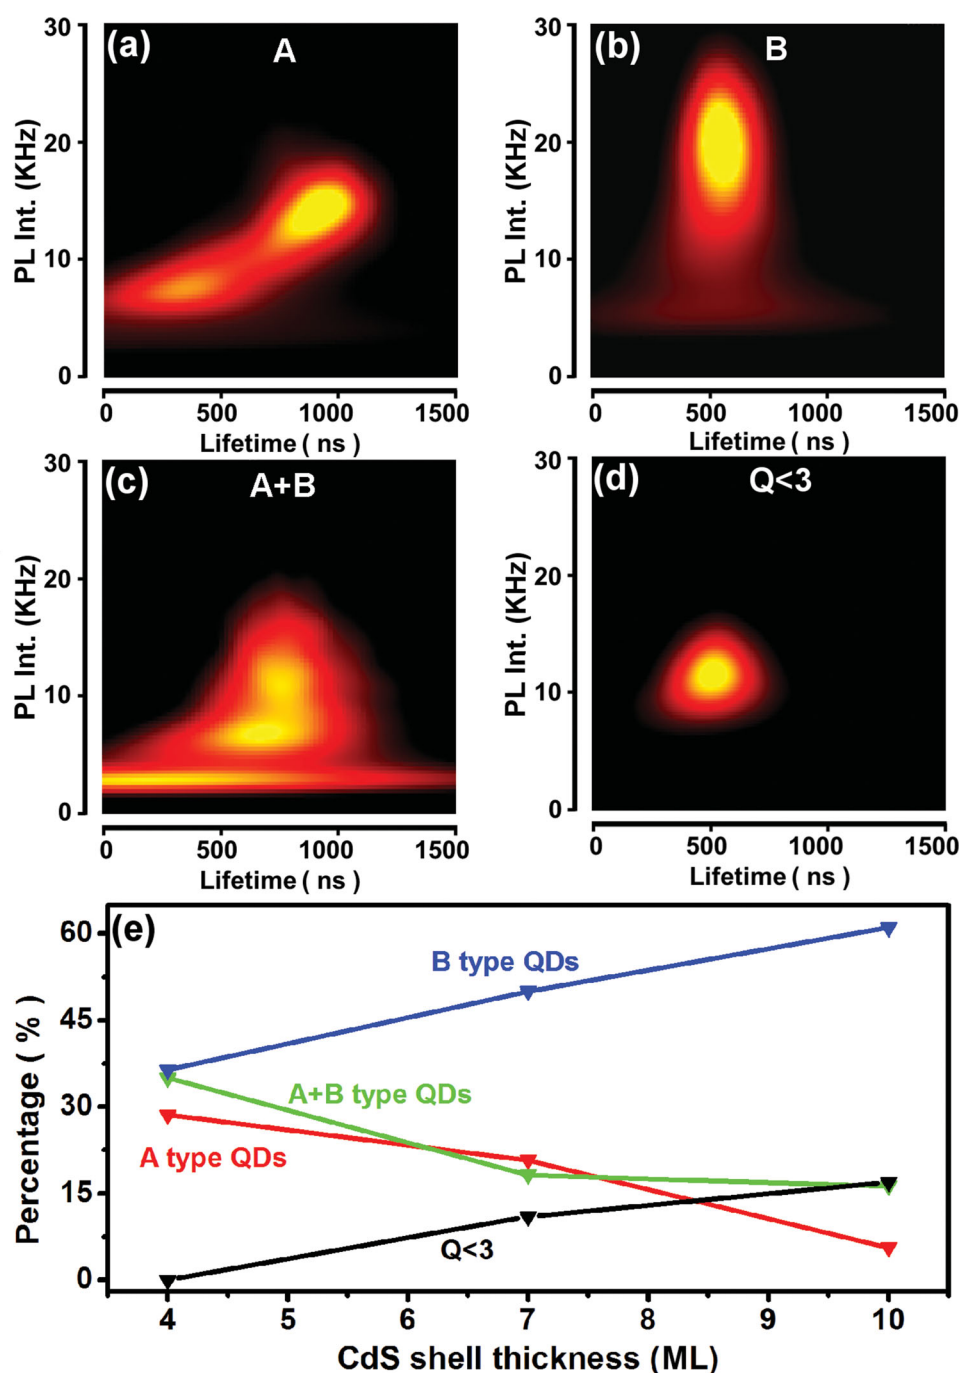 (a) A
30
20
10
0
PL Int. (KHz)
0 500 1000 1500
Lifetime ( ns )
(b) B
30
20
10
0
PL Int. (KHz)
0 500 1000 1500
Lifetime ( ns )
(c) A+B
30
20
10
0
PL Int. (KHz)
0 500 1000 1500
Lifetime ( ns )
(d) Q<3
30
20
10
0
PL Int. (KHz)
0 500 1000 1500
Lifetime ( ns )
(e)
60
45
30
15
0
Percentage ( % )
B type QDs
A+B type QDs
A type QDs
Q<3
4 5 6 7 8 9 10
CdS shell thickness (ML)